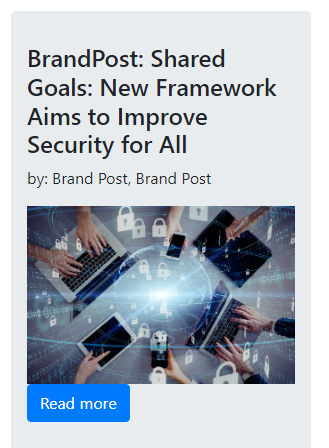 BrandPost: Shared
Goals: New Framework
Aims to Improve
Security for All
by: Brand Post, Brand Post
Read more